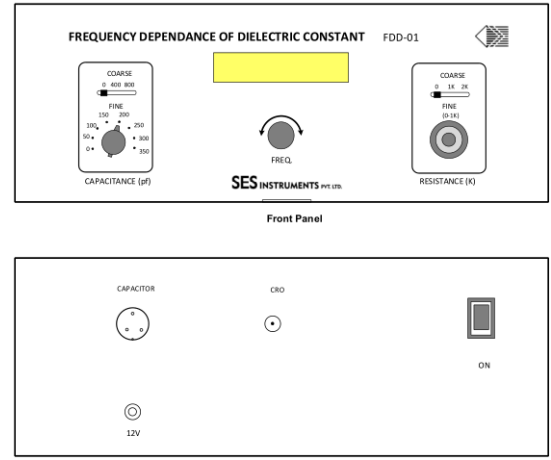 FREQUENCY DEPENDANCE OF DIELECTRIC CONSTANT FDD-01
COARSE
0 400 800
FINE
150 200
100 250
50 300
0 350
CAPACITANCE (pf)
FREQ.
SES INSTRUMENTS PVT. LTD.
COARSE
0 1K 2K
FINE
(0-1K)
RESISTANCE (K)
Front Panel
CAPACITOR
CRO
ON
12V